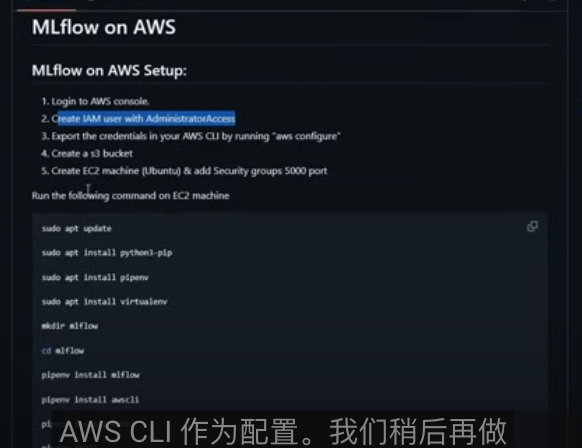 MLflow on AWS
MLflow on AWS Setup:
1. Login to AWS console.
2. Create IAM user with AdministratorAccess
3. Export the credentials in your AWS CLI by running "aws configure"
4. Create a s3 bucket
5. Create EC2 machine (Ubuntu) & add Security groups 5000 port
Run the following command on EC2 machine
sudo apt update
sudo apt install python3-pip
sudo apt install pipenv
sudo apt install virtualenv
mkdir mlflow
cd mlflow
pipenv install mlflow
pipenv install awscli
AWS CLI 作为配置。我们稍后再做